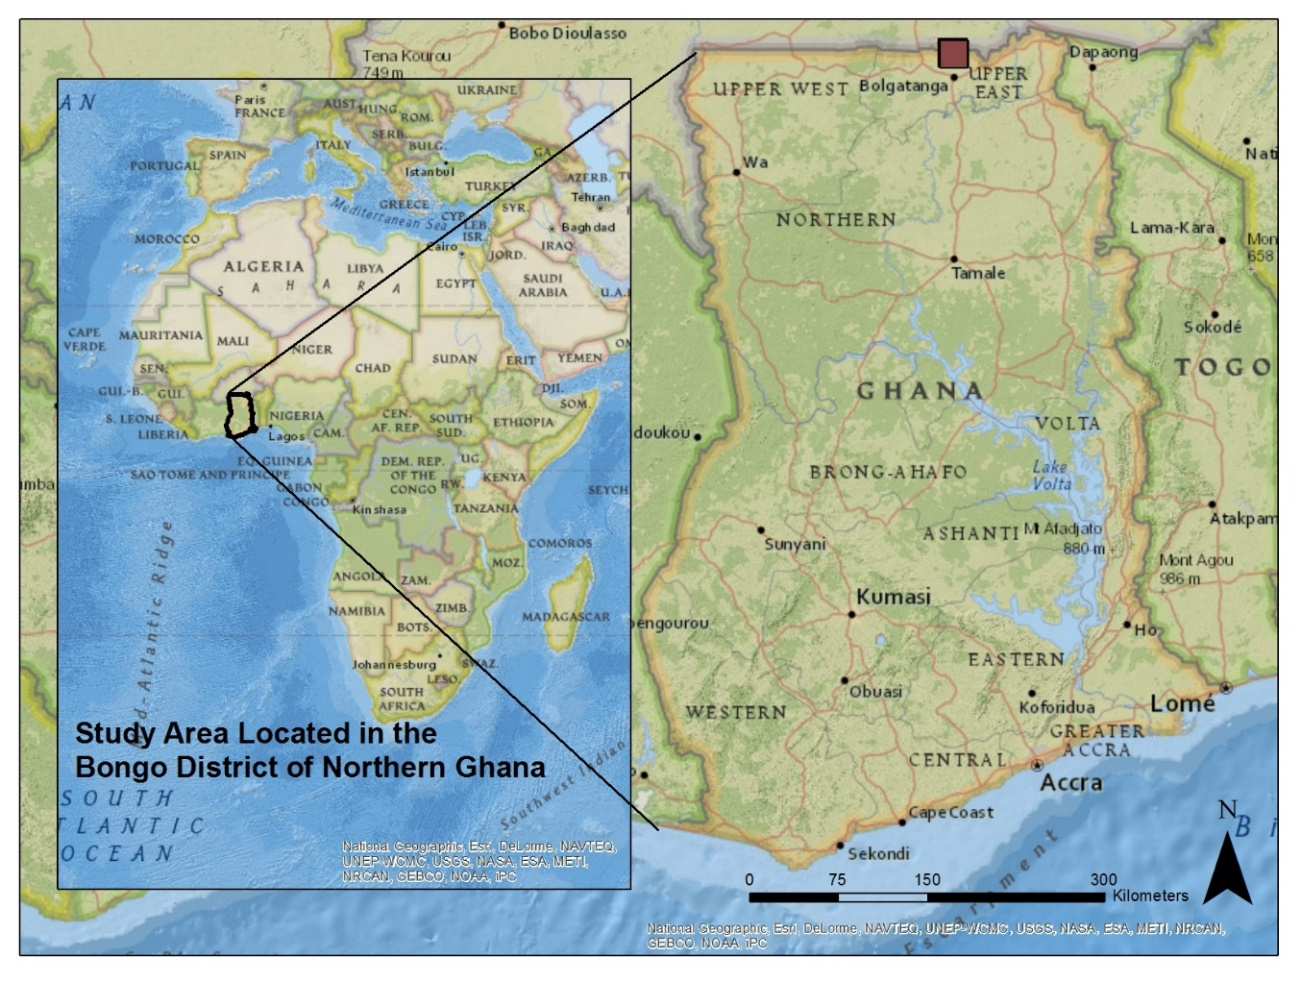 Bobo Dioulasso
Tena Kourou
749 m
Dapaong
UPPER WEST
Bolgatanga
UPPER
EAST
Wa
NORTHERN
Lama-Kara
Tamale
Sokodé
TOGO
GHANA
VOLTA
BRONG-AHAFO
Lake
Volta
ASHANTI
Mt Afadjato
880 m
Sunyani
Mont Agou
986 m
Kumasi
Ho
EASTERN
Obuasi
Koforidua
Lomé
WESTERN
GREATER
ACCRA
CENTRAL
Accra
Cape Coast
Sekondi
N
0 75 150 300
Kilometers
National Geographic, Esri, DeLorme, NAVTEQ, UNEP-WCMC, USGS, NASA, ESA, METI, NRCAN,
GEBCO, NOAA, iPC
Escarpment
Paris
FRANCE
AUST.
HUNG.
ROM.
UKRAINE
SERB.
BULG.
ITALY
PORTUGAL
SPAIN
Istanbul
TURKEY
GREECE
GA.
AZERB.
Tehran
Mediterranean Sea
CYP.
SYR.
LEB.
ISR.
Baghdad
MOROCCO
Cairo
JORD.
IRAQ
ALGERIA
LIBYA
EGYPT
SAUDI
ARABIA
U.A.E
SAHARA
CAPE
VERDE
MAURITANIA
MALI
NIGER
CHAD
SUDAN
ERIT
YEMEN
SEN.
GUI.-B.
GUI.
DJI.
SOM.
S. LEONE
LIBERIA
NIGERIA
Lagos
CAM.
CEN.
AF. REP.
SOUTH
SUD.
ETHIOPIA
EQ. GUINEA
SAO TOME AND PRINCIPE
GABON
CONGO
DEM. REP.
OF THE
CONGO
UG.
RW.
KENYA
Kinshasa
TANZANIA
SEYCH
COMOROS
ANGOLA
ZAM.
MOZ.
NAMIBIA
ZIMB.
BOTS.
MADAGASCAR
Johannesburg
SWAZ.
LESO.
SOUTH
AFRICA
Mid-Atlantic Ridge
Southwest Indian
Study Area Located in the
Bongo District of Northern Ghana
SOUTH
TLANTIC
OCEAN
National Geographic, Esri, DeLorme, NAVTEQ,
UNEP-WCMC, USGS, NASA, ESA, METI,
NRCAN, GEBCO, NOAA, iPC